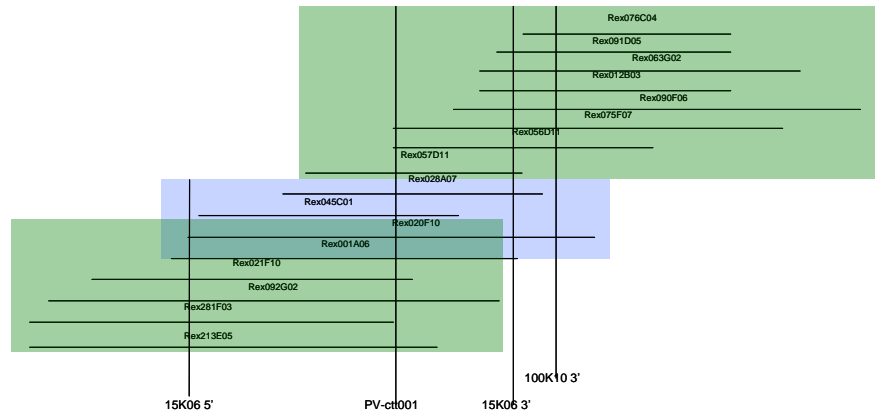 Rex076C04
Rex091D05
Rex063G02
Rex012B03
Rex090F06
Rex075F07
Rex056D11
Rex057D11
Rex028A07
Rex045C01
Rex020F10
Rex001A06
Rex021F10
Rex092G02
Rex281F03
Rex213E05
100K10 3'
15K06 5' PV-ctt001 15K06 3'